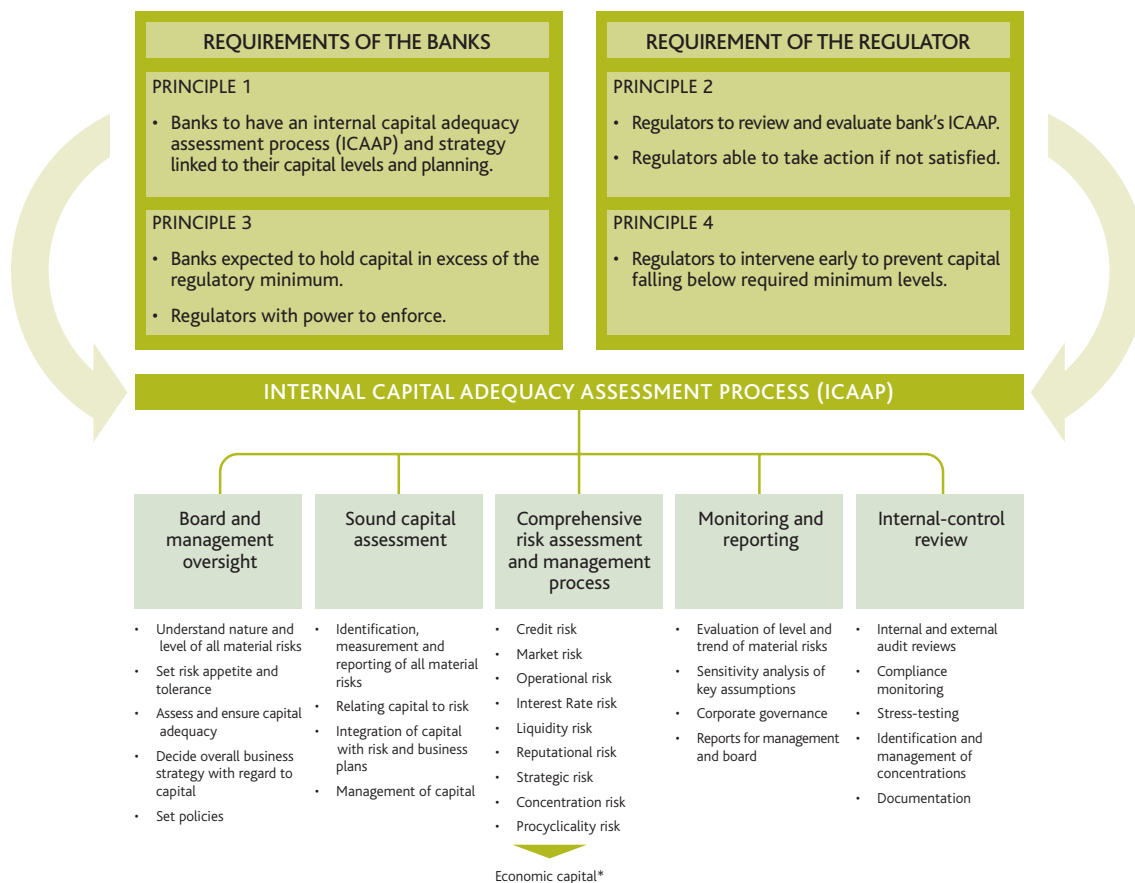 REQUIREMENTS OF THE BANKS
PRINCIPLE 1
• Banks to have an internal capital adequacy
assessment process (ICAAP) and strategy
linked to their capital levels and planning.
PRINCIPLE 3
• Banks expected to hold capital in excess of the
regulatory minimum.
• Regulators with power to enforce.
REQUIREMENT OF THE REGULATOR
PRINCIPLE 2
• Regulators to review and evaluate bank's ICAAP.
• Regulators able to take action if not satisfied.
PRINCIPLE 4
• Regulators to intervene early to prevent capital
falling below required minimum levels.
INTERNAL CAPITAL ADEQUACY ASSESSMENT PROCESS (ICAAP)
Board and
management
oversight
• Understand nature and
level of all material risks
• Set risk appetite and
tolerance
• Assess and ensure capital
adequacy
• Decide overall business
strategy with regard to
capital
• Set policies
Sound capital
assessment
• Identification,
measurement and
reporting of all material
risks
• Relating capital to risk
• Integration of capital
with risk and business
plans
• Management of capital
Comprehensive
risk assessment
and management
process
• Credit risk
• Market risk
• Operational risk
• Interest Rate risk
• Liquidity risk
• Reputational risk
• Strategic risk
• Concentration risk
• Procyclicality risk
Economic capital*
Monitoring and
reporting
• Evaluation of level and
trend of material risks
• Sensitivity analysis of
key assumptions
• Corporate governance
• Reports for management
and board
Internal-control
review
• Internal and external
audit reviews
• Compliance
monitoring
• Stress-testing
• Identification and
management of
concentrations
• Documentation